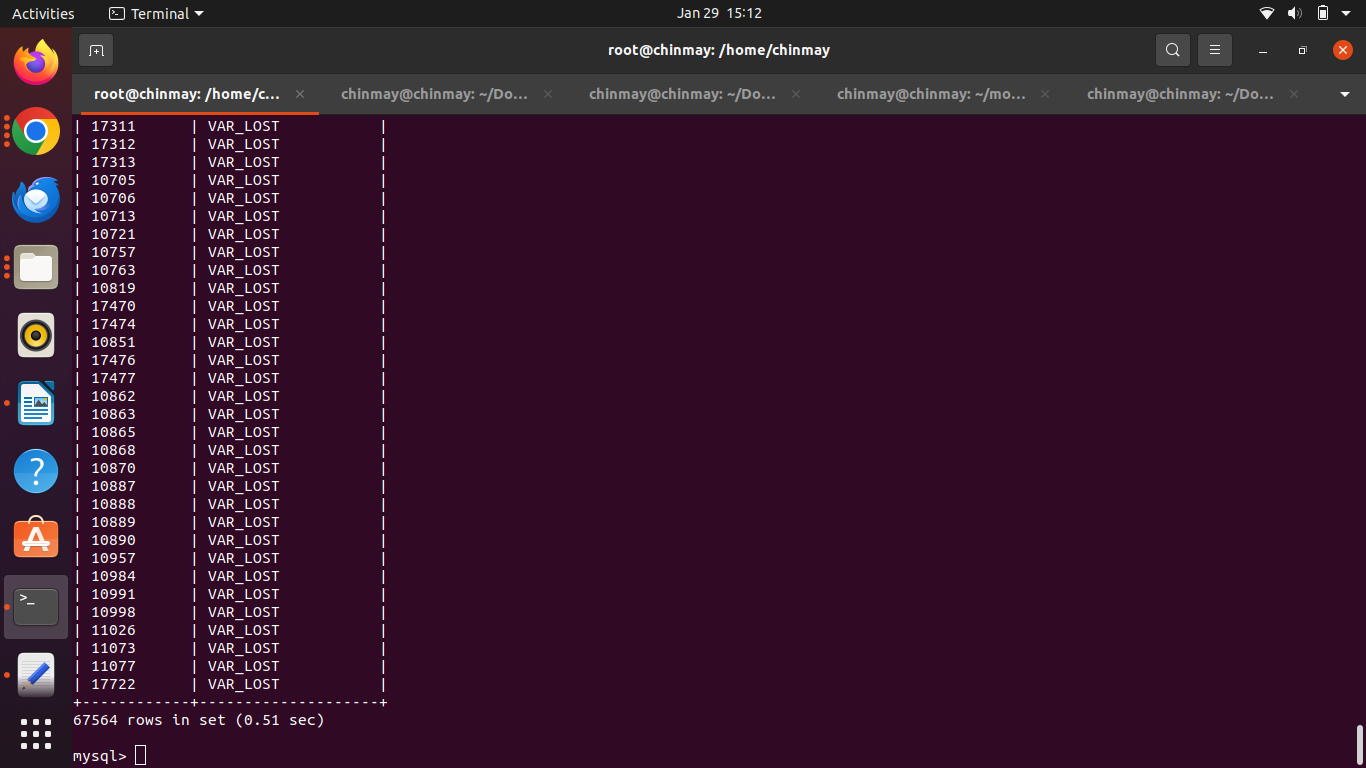 Activities
Terminal
Jan 29 15:12
root@chinmay: /home/chinmay
root@chinmay: /home/c...
chinmay@chinmay: ~/Do...
chinmay@chinmay: ~/Do...
chinmay@chinmay: ~/mo...
chinmay@chinmay: ~/Do...
| 17311      | VAR_LOST           |
| 17312      | VAR_LOST           |
| 17313      | VAR_LOST           |
| 10705      | VAR_LOST           |
| 10706      | VAR_LOST           |
| 10713      | VAR_LOST           |
| 10721      | VAR_LOST           |
| 10757      | VAR_LOST           |
| 10763      | VAR_LOST           |
| 10819      | VAR_LOST           |
| 17470      | VAR_LOST           |
| 17474      | VAR_LOST           |
| 10851      | VAR_LOST           |
| 17476      | VAR_LOST           |
| 17477      | VAR_LOST           |
| 10862      | VAR_LOST           |
| 10863      | VAR_LOST           |
| 10865      | VAR_LOST           |
| 10868      | VAR_LOST           |
| 10870      | VAR_LOST           |
| 10887      | VAR_LOST           |
| 10888      | VAR_LOST           |
| 10889      | VAR_LOST           |
| 10890      | VAR_LOST           |
| 10957      | VAR_LOST           |
| 10984      | VAR_LOST           |
| 10991      | VAR_LOST           |
| 10998      | VAR_LOST           |
| 11026      | VAR_LOST           |
| 11073      | VAR_LOST           |
| 11077      | VAR_LOST           |
| 17722      | VAR_LOST           |
+------------+--------------------+
67564 rows in set (0.51 sec)
mysql>